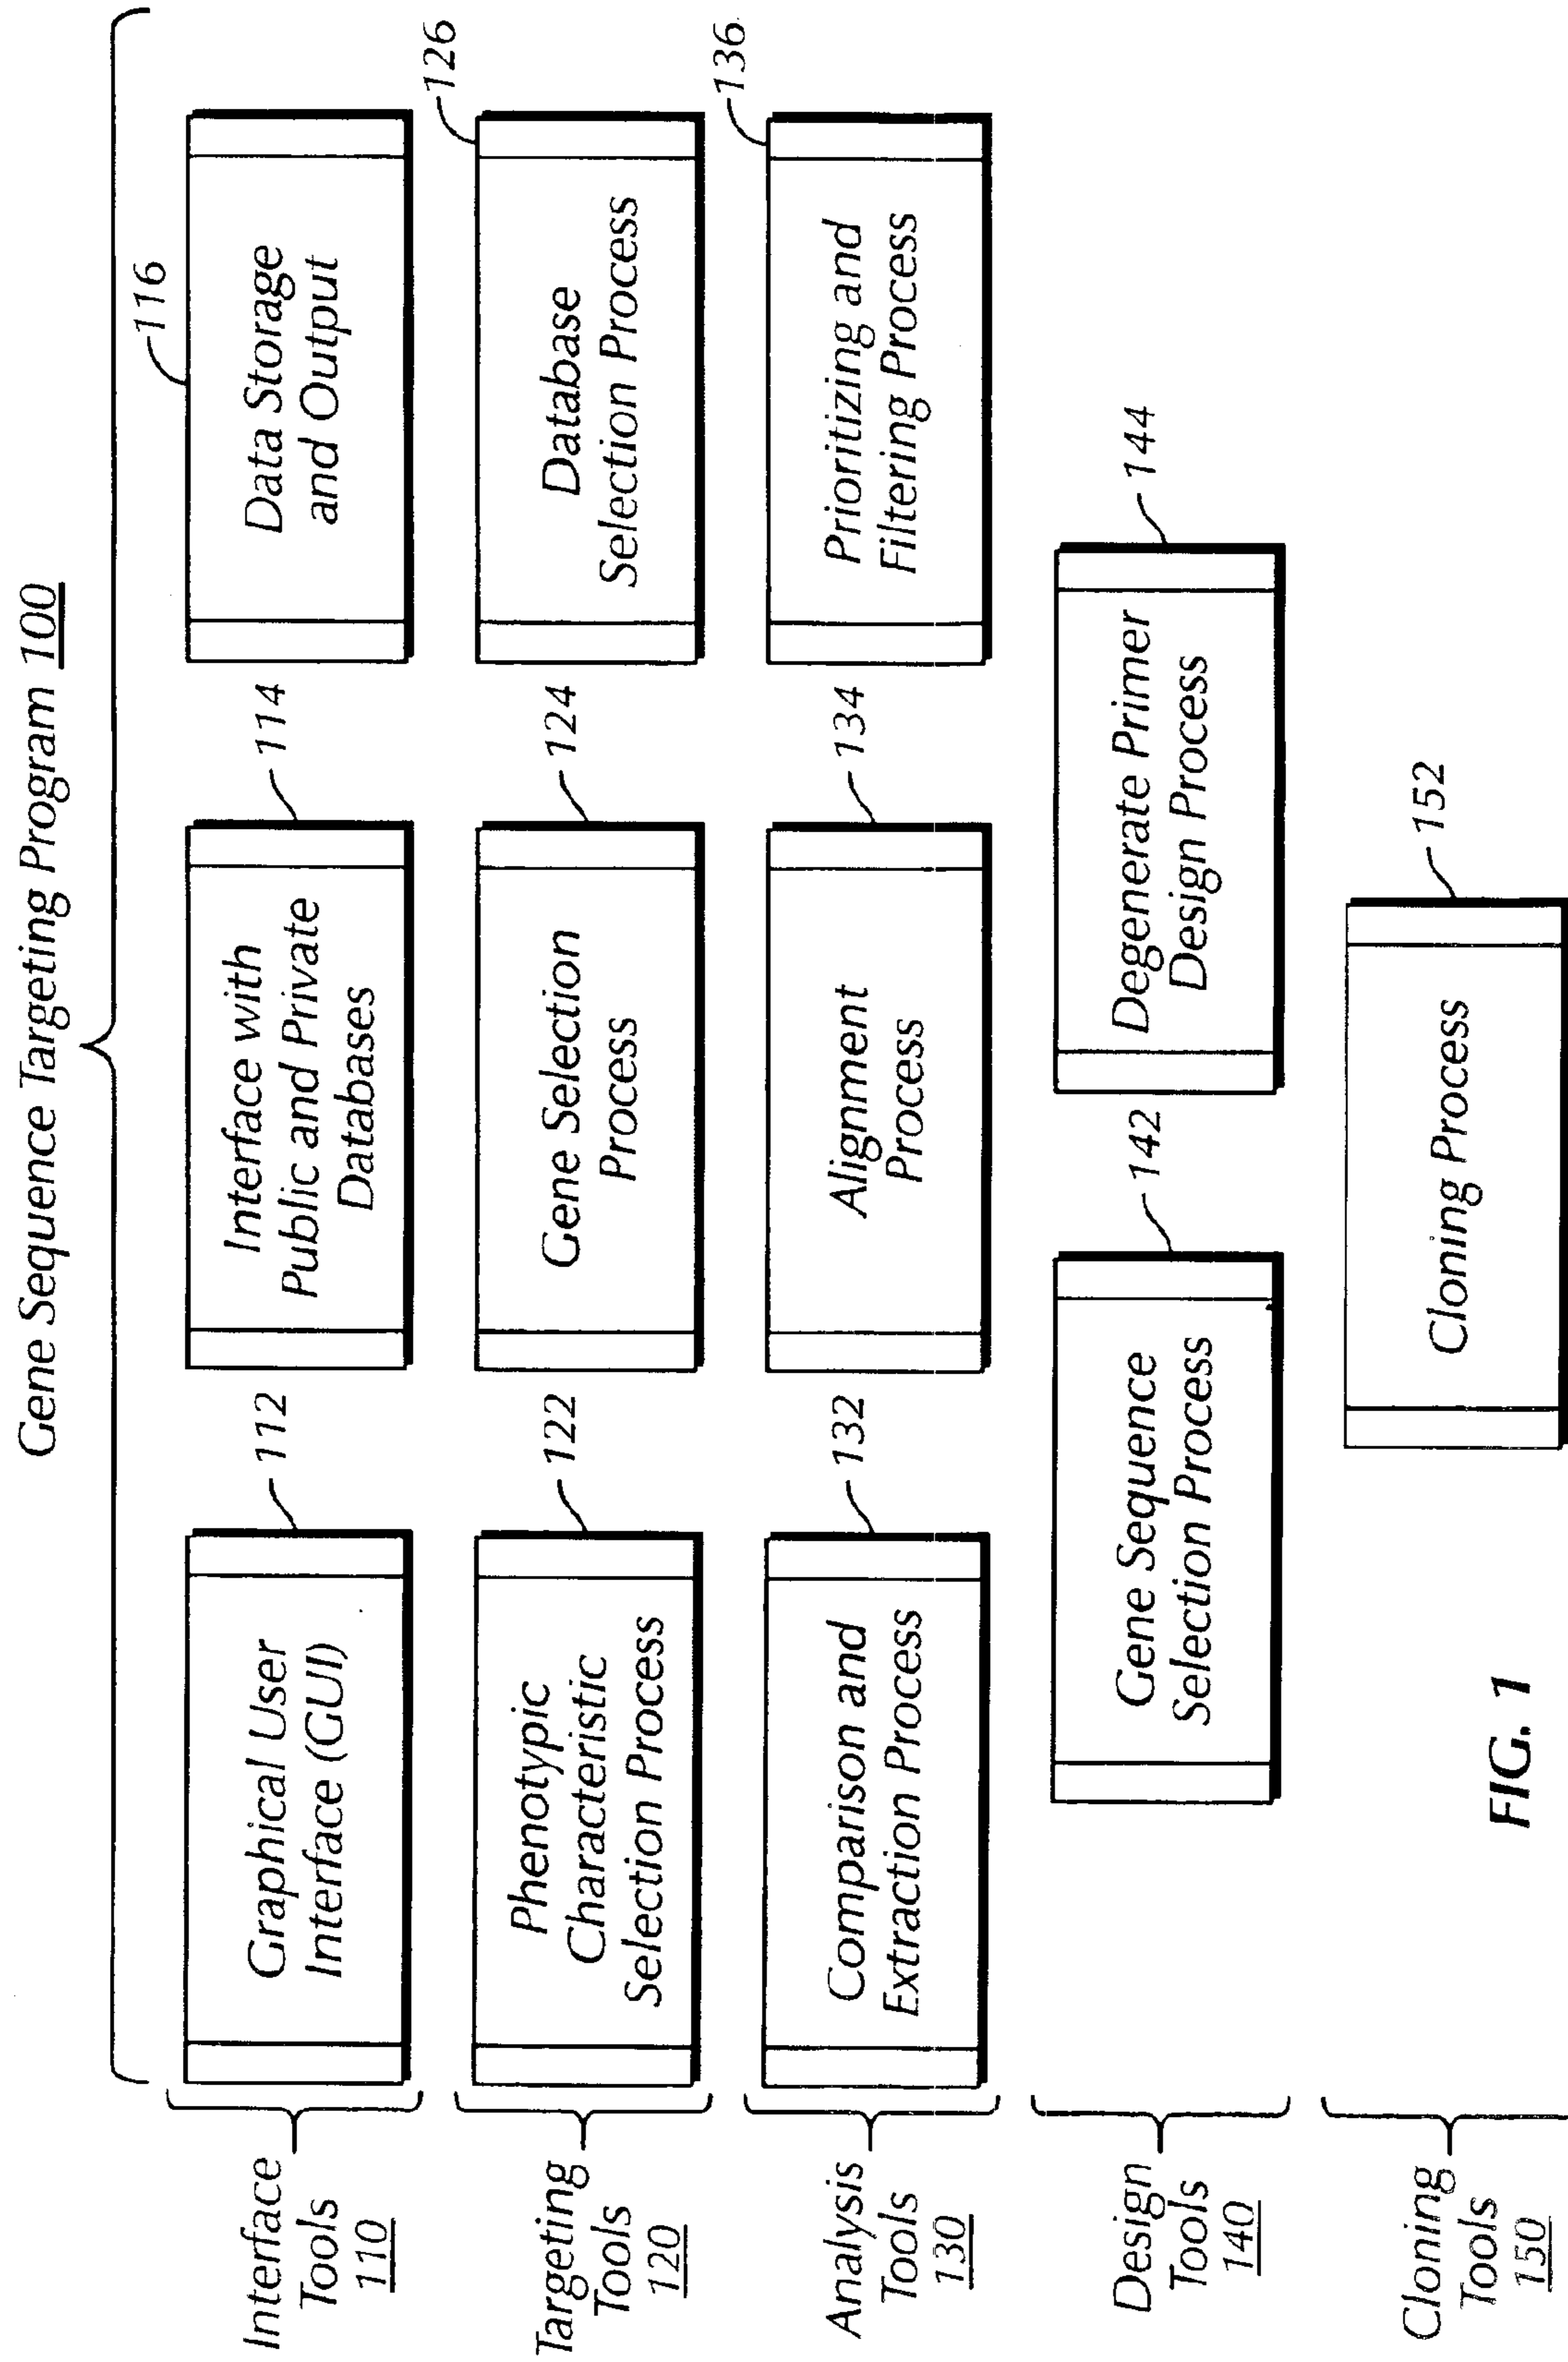 Gene Sequence Targeting Program 100
Interface
Tools
110
Graphical User
Interface (GUI)
112
Interface with
Public and Private
Databases
114
Data Storage
and Output
116
Targeting
Tools
120
Phenotypic
Characteristic
Selection Process
122
Gene Selection
Process
124
Database
Selection Process
126
Analysis
Tools
130
Comparison and
Extraction Process
132
Alignment
Process
134
Prioritizing and
Filtering Process
136
Design
Tools
140
Gene Sequence
Selection Process
142
Degenerate Primer
Design Process
144
Cloning
Tools
150
Cloning Process
152
FIG. 1